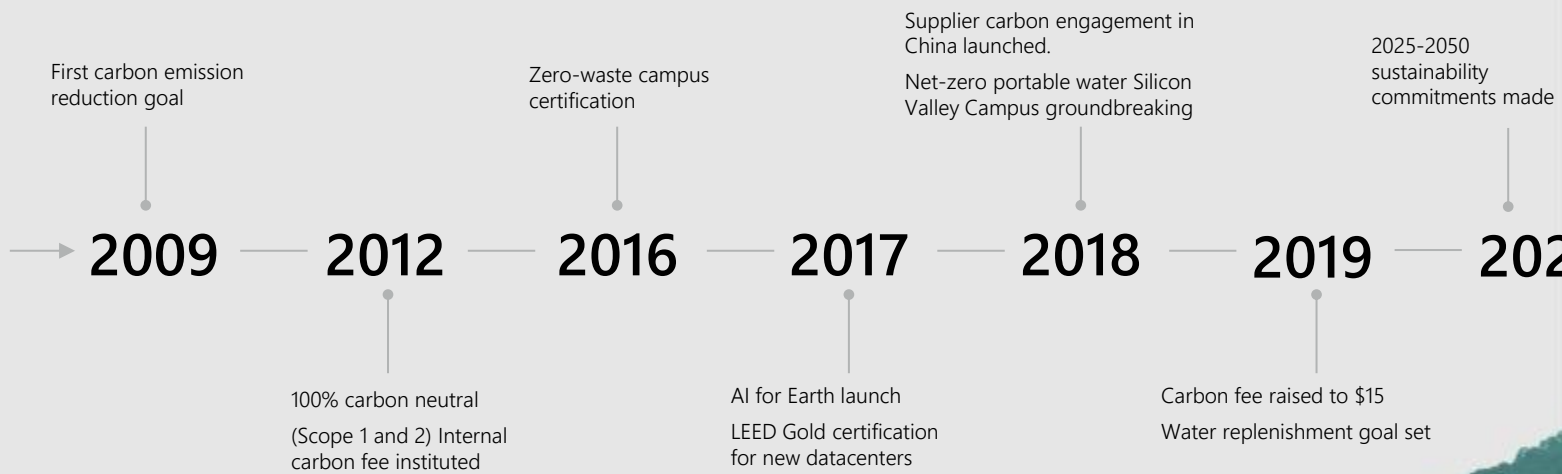 First carbon emission
reduction goal
Zero-waste campus
certification
Supplier carbon engagement in
China launched.
Net-zero portable water Silicon
Valley Campus groundbreaking
2025-2050
sustainability
commitments made
2009
2012
2016
2017
2018
2019
202
100% carbon neutral
(Scope 1 and 2) Internal
carbon fee instituted
AI for Earth launch
LEED Gold certification
for new datacenters
Carbon fee raised to $15
Water replenishment goal set